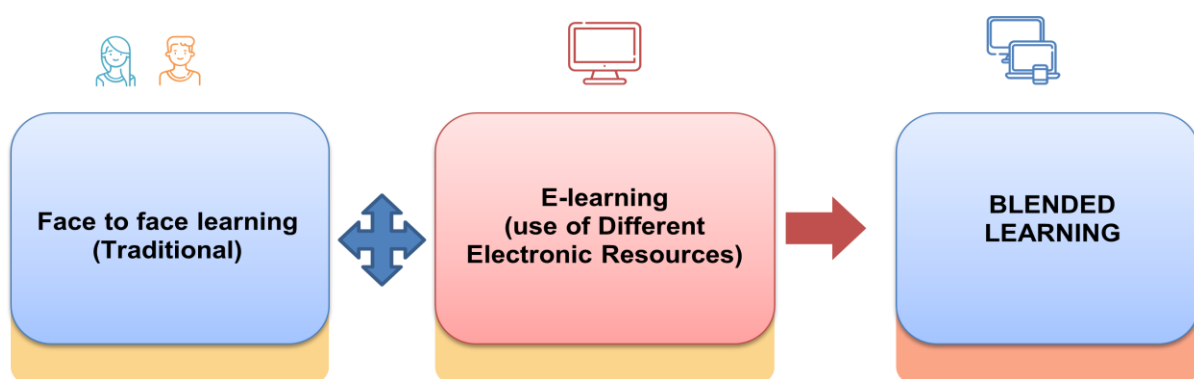 Face to face learning
(Traditional)
E-learning
(use of Different
Electronic Resources)
BLENDED
LEARNING